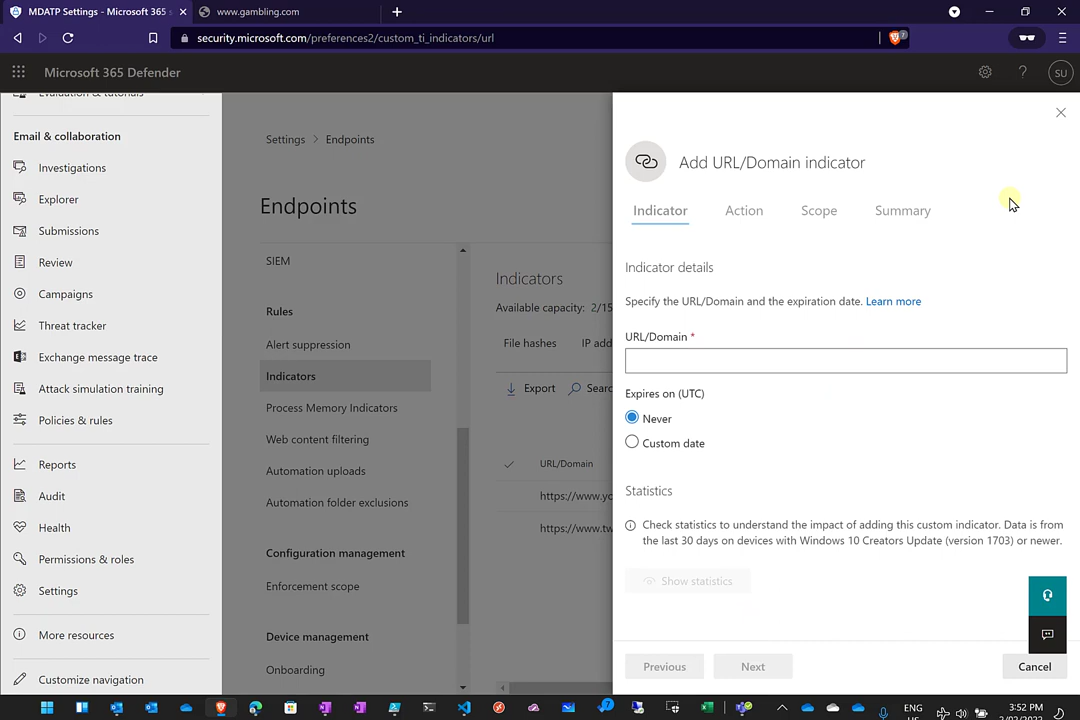 MDATP Settings - Microsoft 365
www.gambling.com
security.microsoft.com/preferences2/custom_ti_indicators/url
7
Microsoft 365 Defender
SU
Evaluation & tutorials
Email & collaboration
Investigations
Explorer
Submissions
Review
Campaigns
Threat tracker
Exchange message trace
Attack simulation training
Policies & rules
Reports
Audit
Health
Permissions & roles
Settings
More resources
Customize navigation
Settings > Endpoints
Endpoints
SIEM
Rules
Alert suppression
Indicators
Process Memory Indicators
Web content filtering
Automation uploads
Automation folder exclusions
Configuration management
Enforcement scope
Device management
Onboarding
Indicators
Available capacity: 2/15
File hashes IP add
Export Searc
URL/Domain
https://www.yo
https://www.tw
Add URL/Domain indicator
Indicator Action Scope Summary
Indicator details
Specify the URL/Domain and the expiration date. Learn more
URL/Domain *
Expires on (UTC)
Never
Custom date
Statistics
Check statistics to understand the impact of adding this custom indicator. Data is from
the last 30 days on devices with Windows 10 Creators Update (version 1703) or newer.
Show statistics
Previous Next Cancel
ENG
3:52 PM